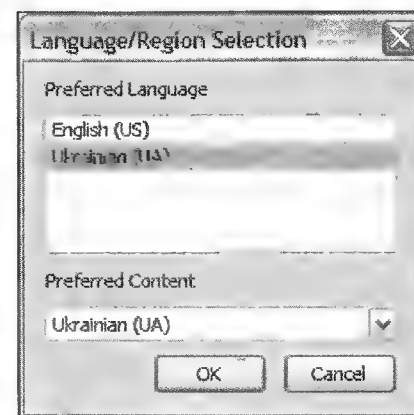 Language/Region Selection
Preferred Language
English (US)
Ukrainian (UA)
Preferred Content
Ukrainian (UA)
OK
Cancel